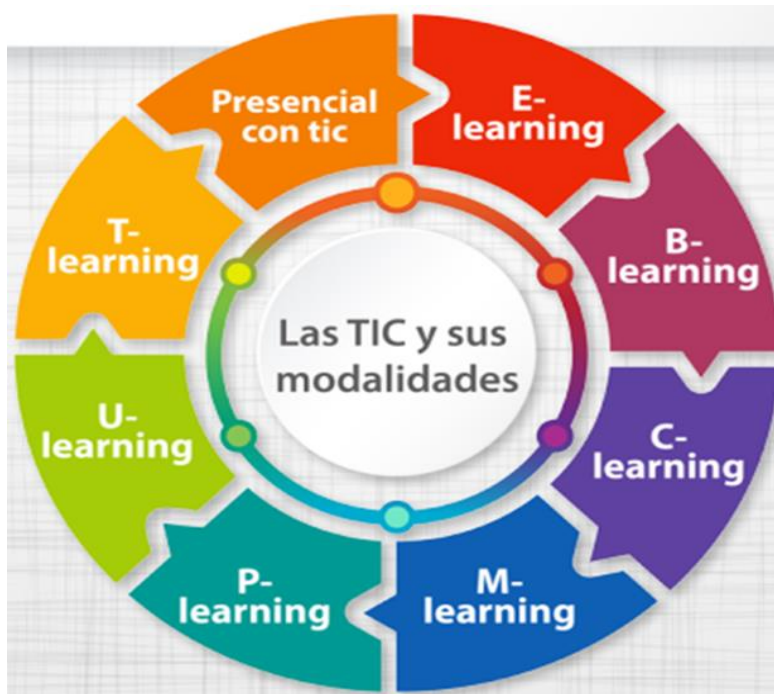 Presencial
con tic
E-
learning
B-
learning
C-
learning
M-
learning
P-
learning
U-
learning
T-
learning
Las TIC y sus
modalidades